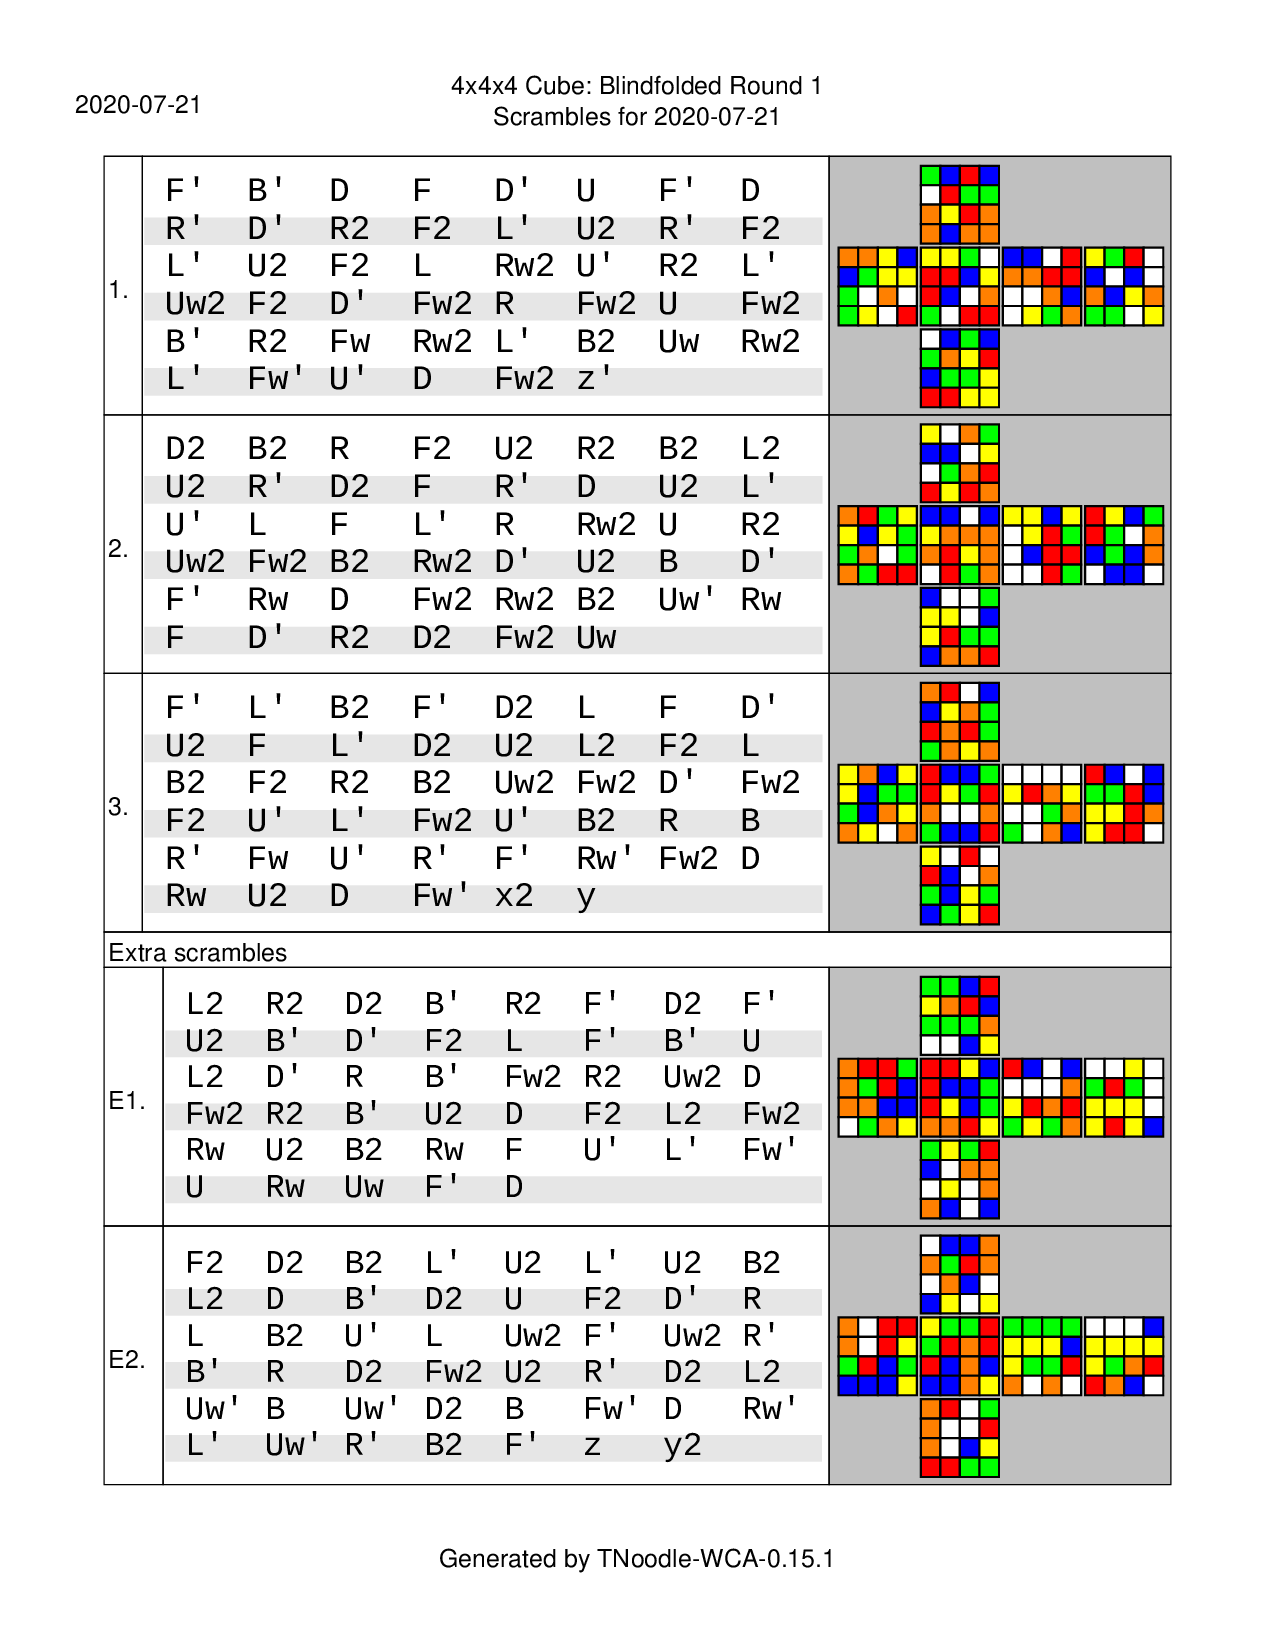 4x4x4 Cube: Blindfolded Round 1
2020-07-21
Scrambles for 2020-07-21
1.
F' B' D F D' U F' D
R' D' R2 F2 L' U2 R' F2
L' U2 F2 L Rw2 U' R2 L'
Uw2 F2 D' Fw2 R Fw2 U Fw2
B' R2 Fw Rw2 L' B2 Uw Rw2
L' Fw' U' D Fw2 z'
2.
D2 B2 R F2 U2 R2 B2 L2
U2 R' D2 F R' D U2 L'
U' L F L' R Rw2 U R2
Uw2 Fw2 B2 Rw2 D' U2 B D'
F' Rw D Fw2 Rw2 B2 Uw' Rw
F D' R2 D2 Fw2 Uw
3.
F' L' B2 F' D2 L F D'
U2 F L' D2 U2 L2 F2 L
B2 F2 R2 B2 Uw2 Fw2 D' Fw2
F2 U' L' Fw2 U' B2 R B
R' Fw U' R' F' Rw' Fw2 D
Rw U2 D Fw' x2 y
Extra scrambles
E1.
L2 R2 D2 B' R2 F' D2 F'
U2 B' D' F2 L F' B' U
L2 D' R B' Fw2 R2 Uw2 D
Fw2 R2 B' U2 D F2 L2 Fw2
Rw U2 B2 Rw F U' L' Fw'
U Rw Uw F' D
E2.
F2 D2 B2 L' U2 L' U2 B2
L2 D B' D2 U F2 D' R
L B2 U' L Uw2 F' Uw2 R'
B' R D2 Fw2 U2 R' D2 L2
Uw' B Uw' D2 B Fw' D Rw'
L' Uw' R' B2 F' z y2
Generated by TNoodle-WCA-0.15.1